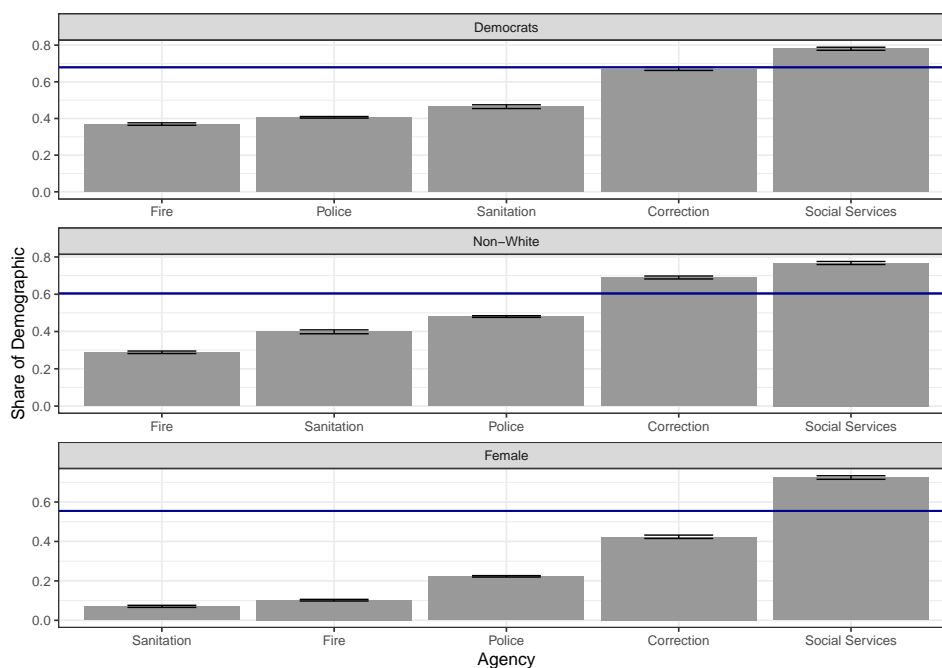 Democrats
0.8
0.6
0.4
0.2
0.0
Fire Police Sanitation Correction Social Services
Non−White
0.8
0.6
0.4
0.2
0.0
Fire Sanitation Police Correction Social Services
Female
0.6
0.4
0.2
0.0
Sanitation Fire Police Correction Social Services
Share of Demographic
Agency